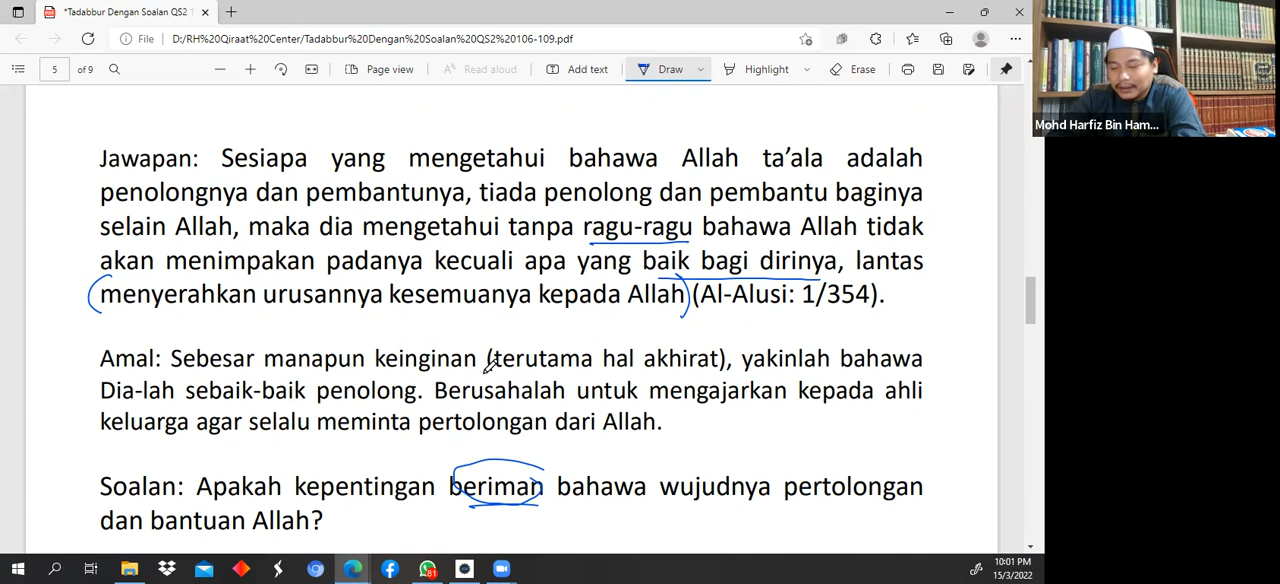 *Tadabbur Dengan Soalan QS2 1
File
D:/RH%20Qiraat%20Center/Tadabbur%20Dengan%20Soalan%20QS2%20106-109.pdf
5 of 9
Page view
Read aloud
Add text
Draw
Highlight
Erase
Mohd Harfiz Bin Ham...
Jawapan: Sesiapa yang mengetahui bahawa Allah ta’ala adalah
penolongnya dan pembantunya, tiada penolong dan pembantu baginya
selain Allah, maka dia mengetahui tanpa ragu-ragu bahawa Allah tidak
akan menimpakan padanya kecuali apa yang baik bagi dirinya, lantas
menyerahkan urusannya kesemuanya kepada Allah (Al-Alusi: 1/354).
Amal: Sebesar manapun keinginan (terutama hal akhirat), yakinlah bahawa
Dia-lah sebaik-baik penolong. Berusahalah untuk mengajarkan kepada ahli
keluarga agar selalu meminta pertolongan dari Allah.
Soalan: Apakah kepentingan beriman bahawa wujudnya pertolongan
dan bantuan Allah?
81
10:01 PM
15/3/2022